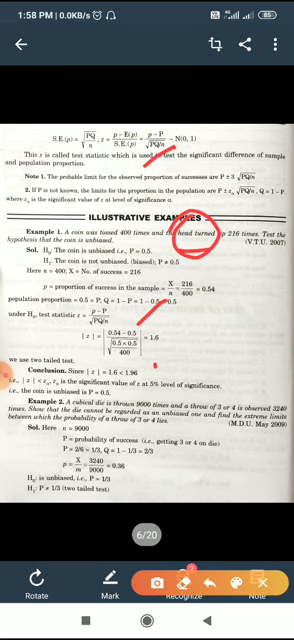 1:58 PM | 0.0KB/s
4G
85
S.E.(p) = √(PQ/n); z = (p – E(p))/S.E.(p) = (p – P)/√(PQ/n) ~ N(0, 1)
This z is called test statistic which is used to test the significant difference of sample
and population proportion.
Note 1. The probable limit for the observed proportion of successes are P ± 3 √PQ/n
2. If P is not known, the limits for the proportion in the population are P ± zα √PQ/n, Q = 1 – P.
where zα is the significant value of z at level of significance α.
ILLUSTRATIVE EXAMPLES
Example 1. A coin was tossed 400 times and the head turned up 216 times. Test the
hypothesis that the coin is unbiased. (V.T.U. 2007)
Sol. H₀: The coin is unbiased i.e., P = 0.5.
H₁: The coin is not unbiased. (biased); P ≠ 0.5
Here n = 400; X = No. of success = 216
p = proportion of success in the sample = X/n = 216/400 = 0.54
population proportion = 0.5 = P; Q = 1 – P = 1 – 0.5 = 0.5
under H₀, test statistic z = (p – P)/√PQ/n
| z | = | (0.54 – 0.5)/√(0.5 × 0.5/400) | = 1.6
we use two tailed test.
Conclusion. Since | z | = 1.6 < 1.96
i.e., | z | < zα, zα is the significant value of z at 5% level of significance.
i.e., the coin is unbiased is P = 0.5.
Example 2. A cubical die is thrown 9000 times and a throw of 3 or 4 is observed 3240
times. Show that the die cannot be regarded as an unbiased one and find the extreme limits
between which the probability of a throw of 3 or 4 lies. (M.D.U. May 2009)
Sol. Here n = 9000
P = probability of success (i.e., getting 3 or 4 on die)
P = 2/6 = 1/3, Q = 1 – 1/3 = 2/3
p = X/m = 3240/9000 = 0.36
H₀: is unbiased, i.e., P = 1/3
H₁: P ≠ 1/3 (two tailed test)
6/20
7
Rotate
Mark
Recognize
Note